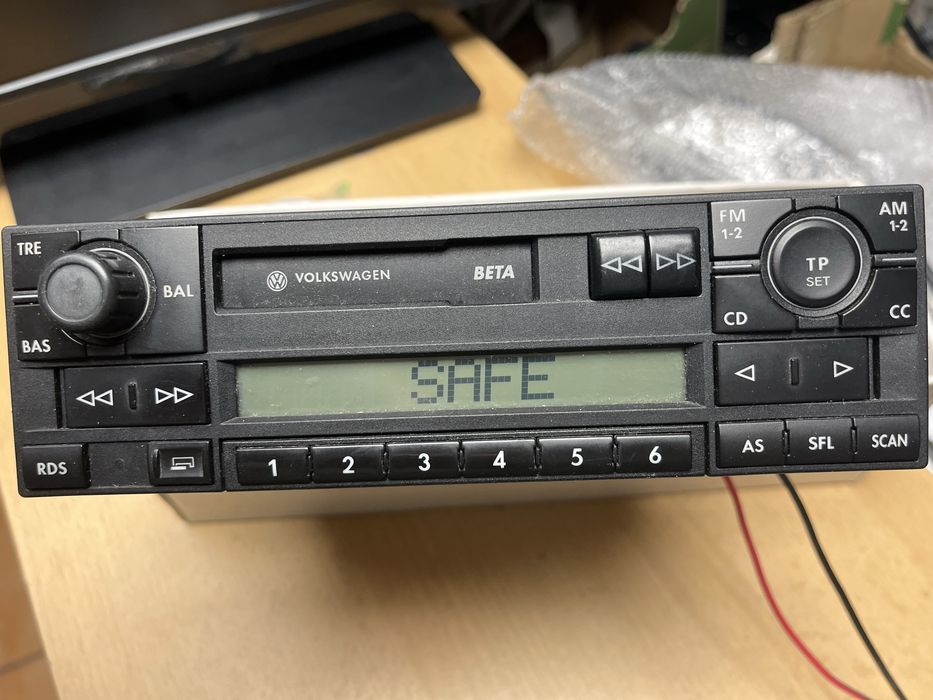 TRE
BAL
BAS
VOLKSWAGEN BETA
FM
1-2
AM
1-2
TP
SET
CD
CC
SAFE
RDS
1 2 3 4 5 6
AS SFL SCAN